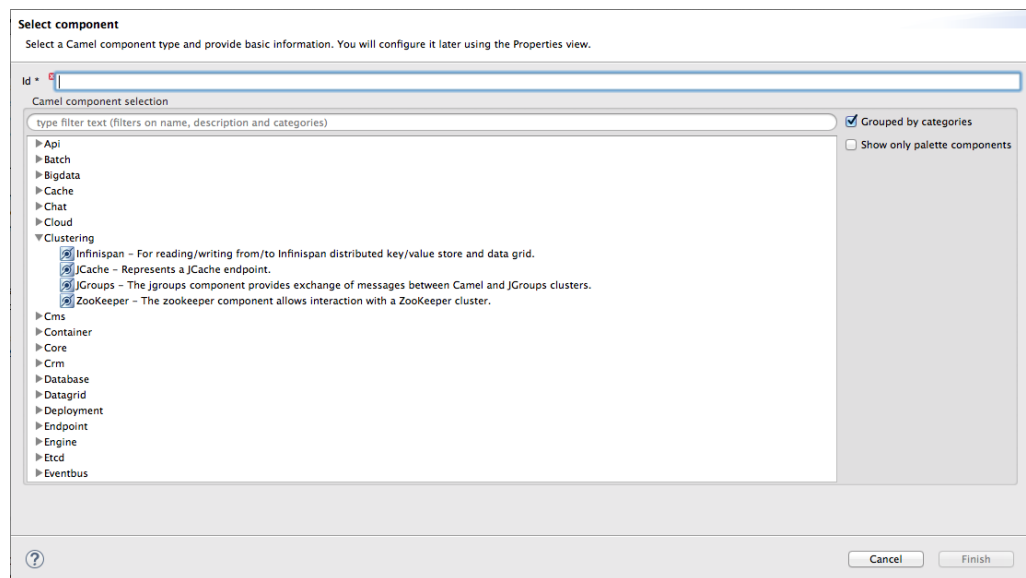 Select component
Select a Camel component type and provide basic information. You will configure it later using the Properties view.
Id *
Camel component selection
type filter text (filters on name, description and categories)
Grouped by categories
Show only palette components
Api
Batch
Bigdata
Cache
Chat
Cloud
Clustering
Infinispan – For reading/writing from/to Infinispan distributed key/value store and data grid.
JCache – Represents a JCache endpoint.
JGroups – The jgroups component provides exchange of messages between Camel and JGroups clusters.
ZooKeeper – The zookeeper component allows interaction with a ZooKeeper cluster.
Cms
Container
Core
Crm
Database
Datagrid
Deployment
Endpoint
Engine
Etcd
Eventbus
?
Cancel
Finish